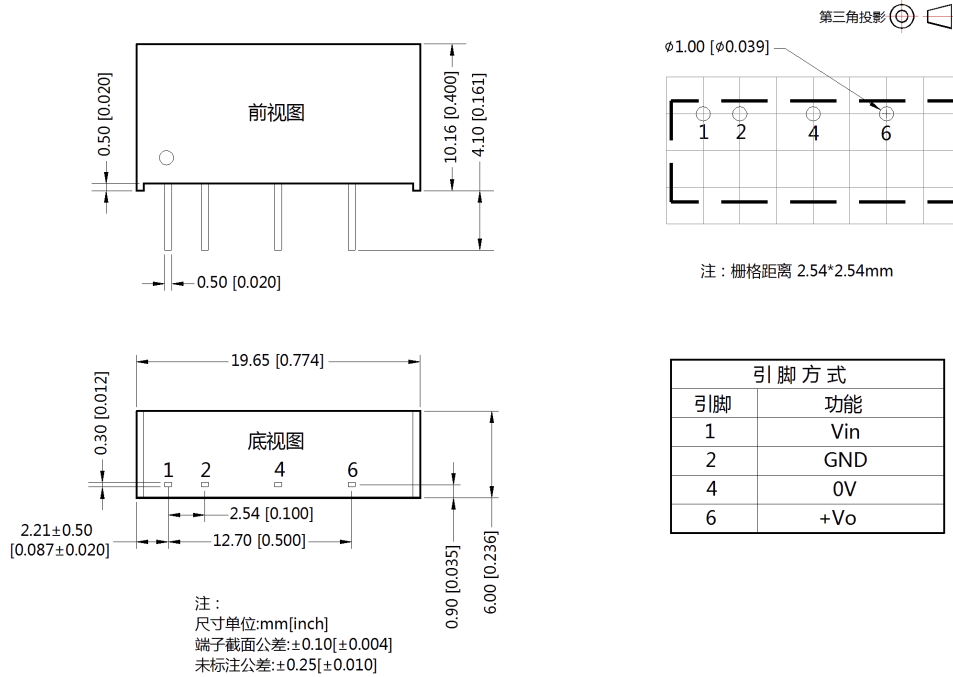 第三角投影
ø1.00 [ø0.039]
前视图
0.50 [0.020]
10.16 [0.400]
4.10 [0.161]
1 2 4 6
0.50 [0.020]
注：栅格距离 2.54*2.54mm
19.65 [0.774]
0.30 [0.012]
底视图
1 2 4 6
2.54 [0.100]
12.70 [0.500]
2.21±0.50
[0.087±0.020]
0.90 [0.035]
6.00 [0.236]
引脚方式
引脚 功能
1 Vin
2 GND
4 0V
6 +Vo
注：
尺寸单位:mm[inch]
端子截面公差:±0.10[±0.004]
未标注公差:±0.25[±0.010]